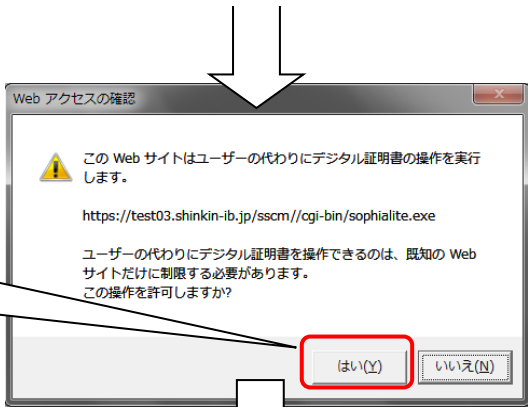 Web アクセスの確認
この Web サイトはユーザーの代わりにデジタル証明書の操作を実行
します。
https://test03.shinkin-ib.jp/sscm//cgi-bin/sophialite.exe
ユーザーの代わりにデジタル証明書を操作できるのは、既知の Web
サイトだけに制限する必要があります。
この操作を許可しますか?
はい(Y) いいえ(N)